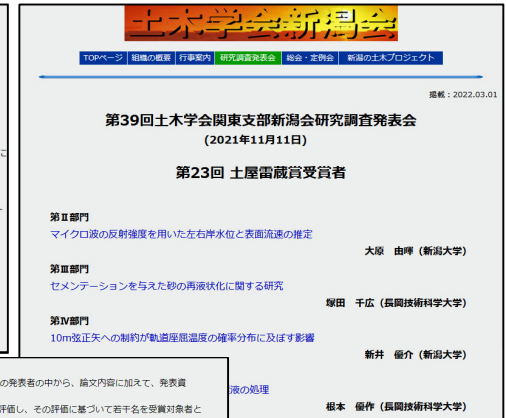 土木学会新潟会
TOPページ 組織の概要 行事案内 研究調査発表会 総会・定例会 新潟の土木プロジェクト
掲載：2022.03.01
第39回土木学会関東支部新潟会研究調査発表会
(2021年11月11日)
第23回 土屋雷蔵賞受賞者
第Ⅱ部門
マイクロ波の反射強度を用いた左右岸水位と表面流速の推定
大原 由暉（新潟大学）
第Ⅲ部門
セメンテーションを与えた砂の再液状化に関する研究
塚田 千広（長岡技術科学大学）
第Ⅳ部門
10m弦正矢への制約が軌道座屈温度の確率分布に及ぼす影響
新井 優介（新潟大学）
の発表者の中から、論文内容に加えて、発表資
液の処理
評価し、その評価に基づいて若干名を受賞対象者と
根本 優作（長岡技術科学大学）